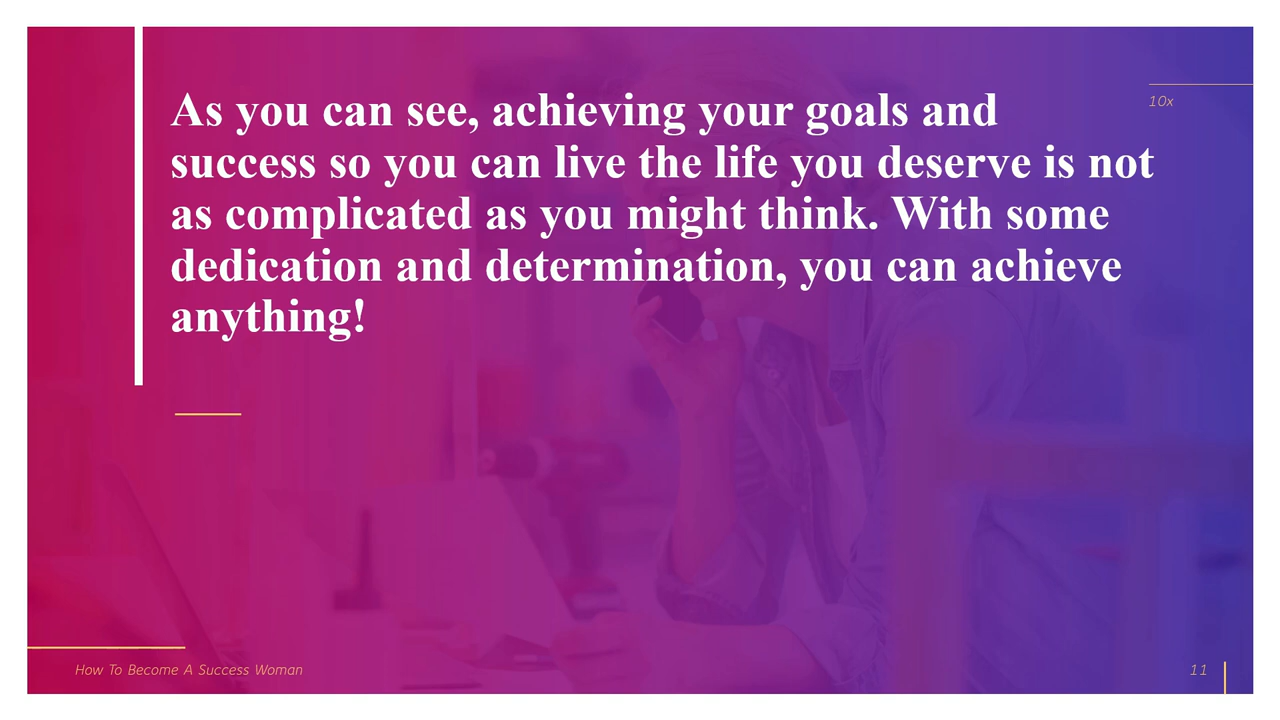 As you can see, achieving your goals and
success so you can live the life you deserve is not
as complicated as you might think. With some
dedication and determination, you can achieve
anything!
10x
How To Become A Success Woman
11